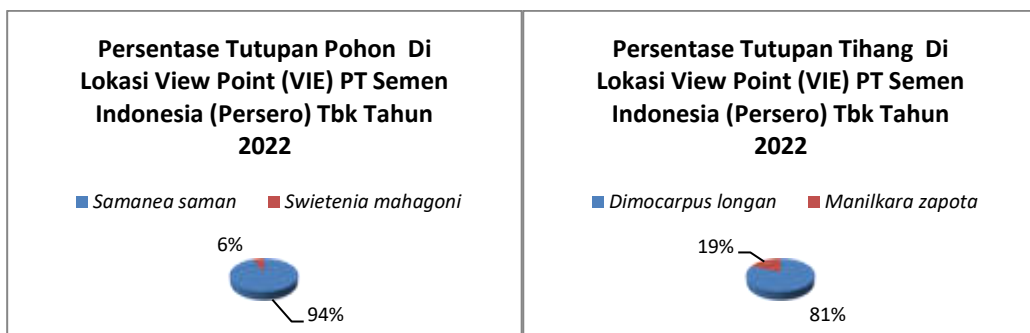 Persentase Tutupan Pohon Di
Lokasi View Point (VIE) PT Semen
Indonesia (Persero) Tbk Tahun
2022
Samanea saman Swietenia mahagoni
6%
94%
Persentase Tutupan Tihang Di
Lokasi View Point (VIE) PT Semen
Indonesia (Persero) Tbk Tahun
2022
Dimocarpus longan Manilkara zapota
19%
81%